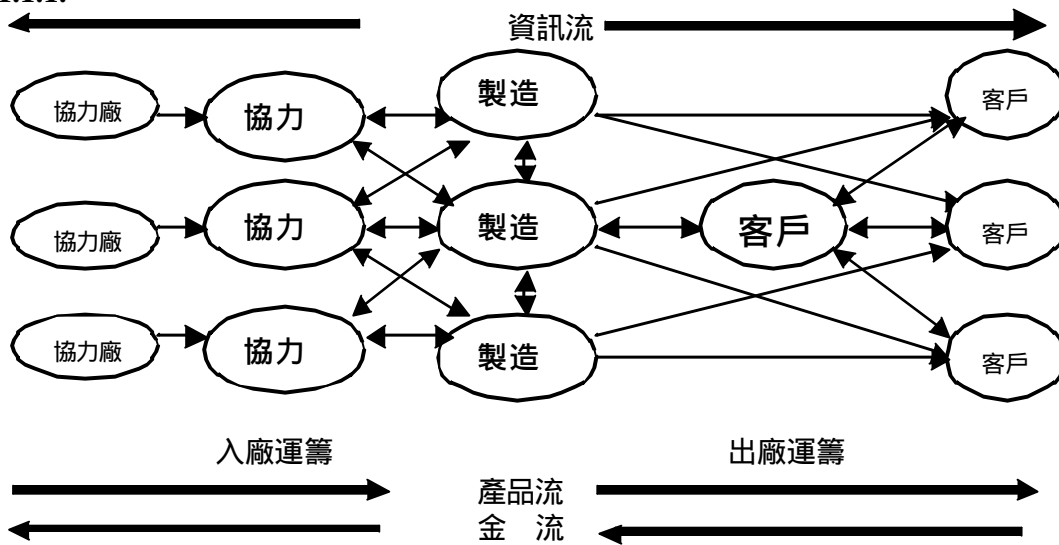 資訊流
協力廠 協力 製造 客戶
協力廠 協力 製造 客戶 客戶
協力廠 協力 製造 客戶
入廠運籌 出廠運籌
產品流
金 流